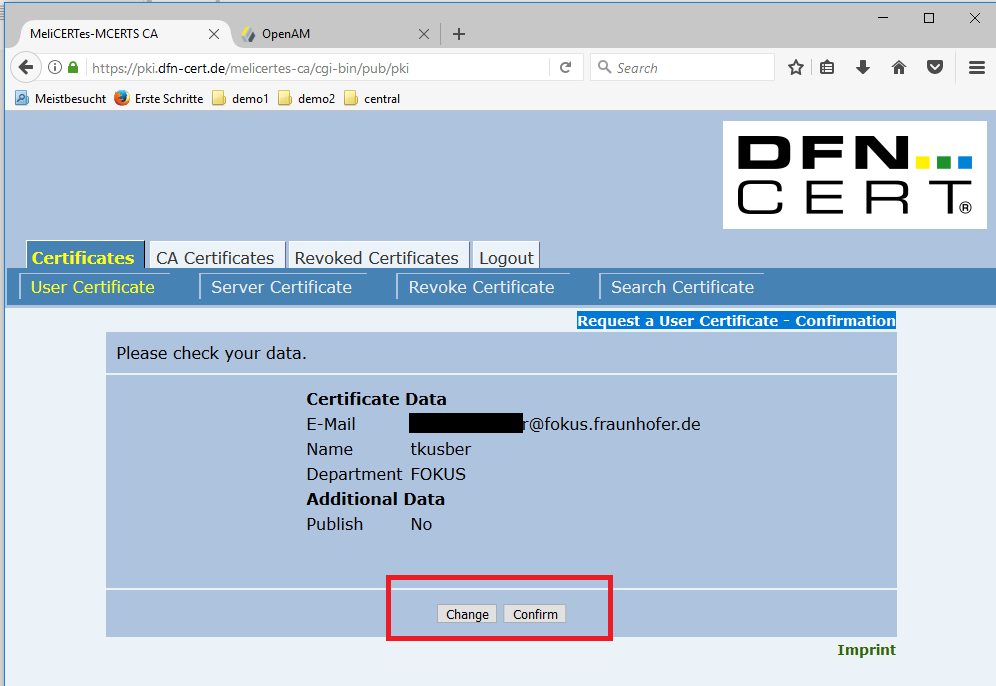 MeliCERTes-MCERTS CA
OpenAM
https://pki.dfn-cert.de/melicertes-ca/cgi-bin/pub/pki
Search
Meistbesucht Erste Schritte demo1 demo2 central
DFN
CERT®
Certificates CA Certificates Revoked Certificates Logout
User Certificate Server Certificate Revoke Certificate Search Certificate
Request a User Certificate - Confirmation
Please check your data.
Certificate Data
E-Mail r@fokus.fraunhofer.de
Name tkusber
Department FOKUS
Additional Data
Publish No
Change Confirm
Imprint